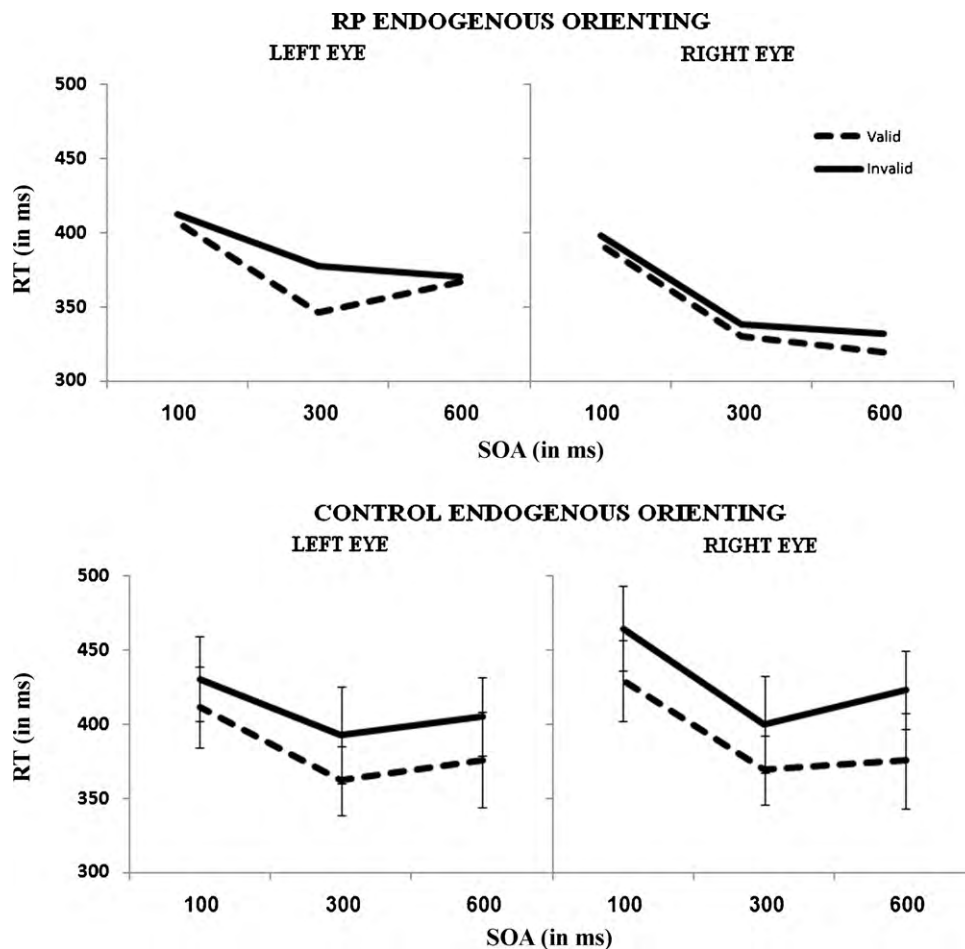 RP ENDOGENOUS ORIENTING
LEFT EYE RIGHT EYE
500
450
400
350
300
RT (in ms)
Valid
Invalid
100 300 600 100 300 600
SOA (in ms)
CONTROL ENDOGENOUS ORIENTING
LEFT EYE RIGHT EYE
500
450
400
350
300
RT (in ms)
100 300 600 100 300 600
SOA (in ms)